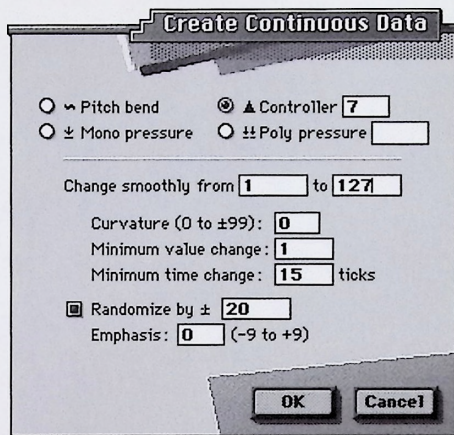 Create Continuous Data
Pitch bend Controller 7
Mono pressure Poly pressure
Change smoothly from 1 to 127
Curvature (0 to ±99): 0
Minimum value change: 1
Minimum time change: 15 ticks
Randomize by ± 20
Emphasis: 0 (-9 to +9)
OK Cancel